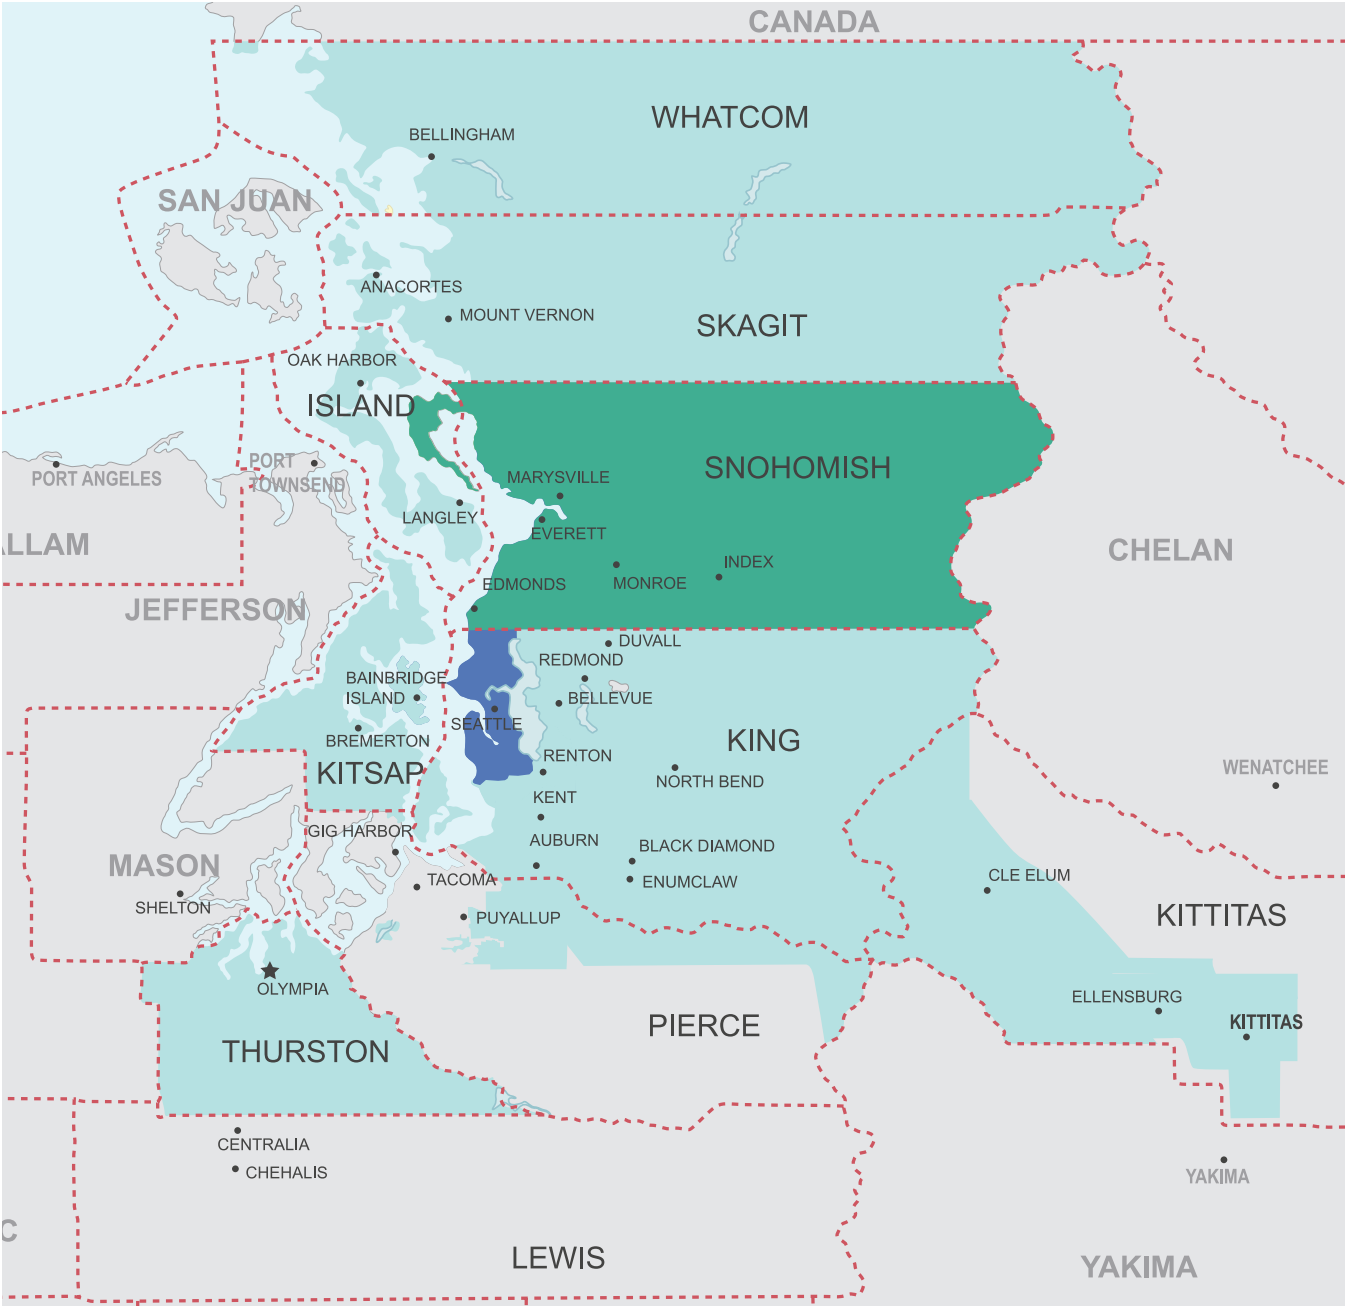 CANADA
WHATCOM
BELLINGHAM
SAN JUAN
ANACORTES
MOUNT VERNON
SKAGIT
OAK HARBOR
ISLAND
PORT
TOWNSEND
PORT ANGELES
MARYSVILLE
SNOHOMISH
LANGLEY
EVERETT
ALLAM
CHELAN
INDEX
MONROE
EDMONDS
JEFFERSON
DUVALL
REDMOND
BAINBRIDGE
ISLAND
BELLEVUE
SEATTLE
BREMERTON
KING
RENTON
WENATCHEE
KITSAP
NORTH BEND
KENT
GIG HARBOR
AUBURN
BLACK DIAMOND
MASON
TACOMA
ENUMCLAW
CLE ELUM
SHELTON
PUYALLUP
KITTITAS
OLYMPIA
ELLENSBURG
PIERCE
KITTITAS
THURSTON
CENTRALIA
CHEHALIS
YAKIMA
C
LEWIS
YAKIMA